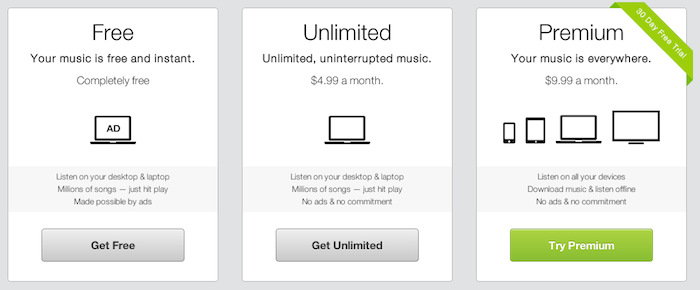 Free
Your music is free and instant.
Completely free
AD
Listen on your desktop & laptop
Millions of songs — just hit play
Made possible by ads
Get Free
Unlimited
Unlimited, uninterrupted music.
$4.99 a month.
Listen on your desktop & laptop
Millions of songs — just hit play
No ads & no commitment
Get Unlimited
30 Day Free Trial
Premium
Your music is everywhere.
$9.99 a month.
Listen on all your devices
Download music & listen offline
No ads & no commitment
Try Premium